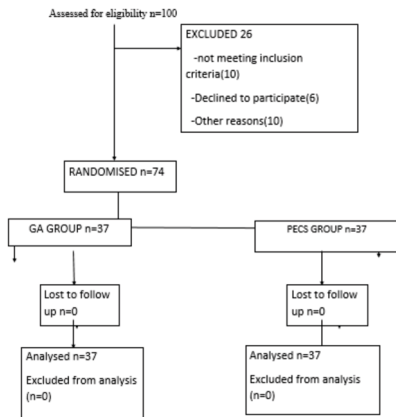 Assessed for eligibility n=100
EXCLUDED 26
-not meeting inclusion
criteria(10)
-Declined to participate(6)
-Other reasons(10)
RANDOMISED n=74
GA GROUP n=37
PECS GROUP n=37
Lost to follow
up n=0
Lost to follow
up n=0
Analysed n=37
Excluded from analysis
(n=0)
Analysed n=37
Excluded from analysis
(n=0)